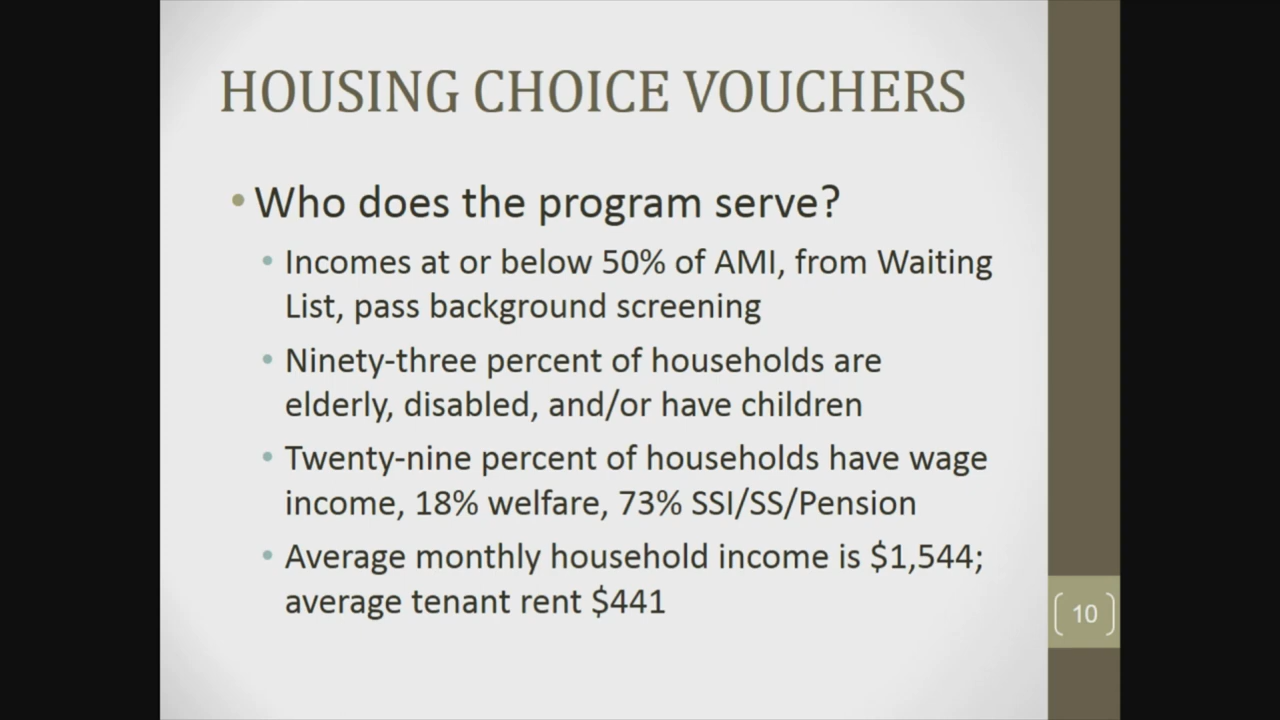 HOUSING CHOICE VOUCHERS
• Who does the program serve?
• Incomes at or below 50% of AMI, from Waiting
List, pass background screening
• Ninety-three percent of households are
elderly, disabled, and/or have children
• Twenty-nine percent of households have wage
income, 18% welfare, 73% SSI/SS/Pension
• Average monthly household income is $1,544;
average tenant rent $441
10